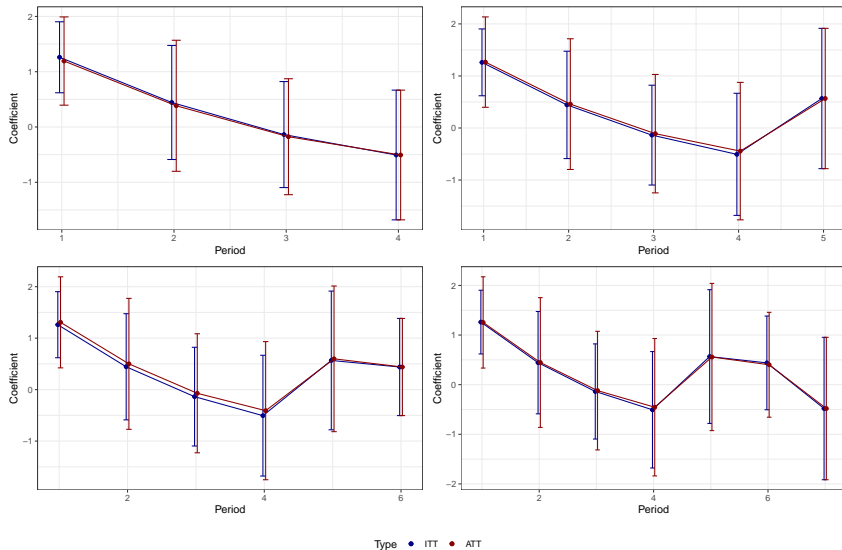 2
1
0
−1
Coefficient
1 2 3 4
Period
2
1
0
−1
Coefficient
1 2 3 4 5
Period
2
1
0
−1
Coefficient
2 4 6
Period
2
1
0
−1
−2
Coefficient
2 4 6
Period
Type ITT ATT